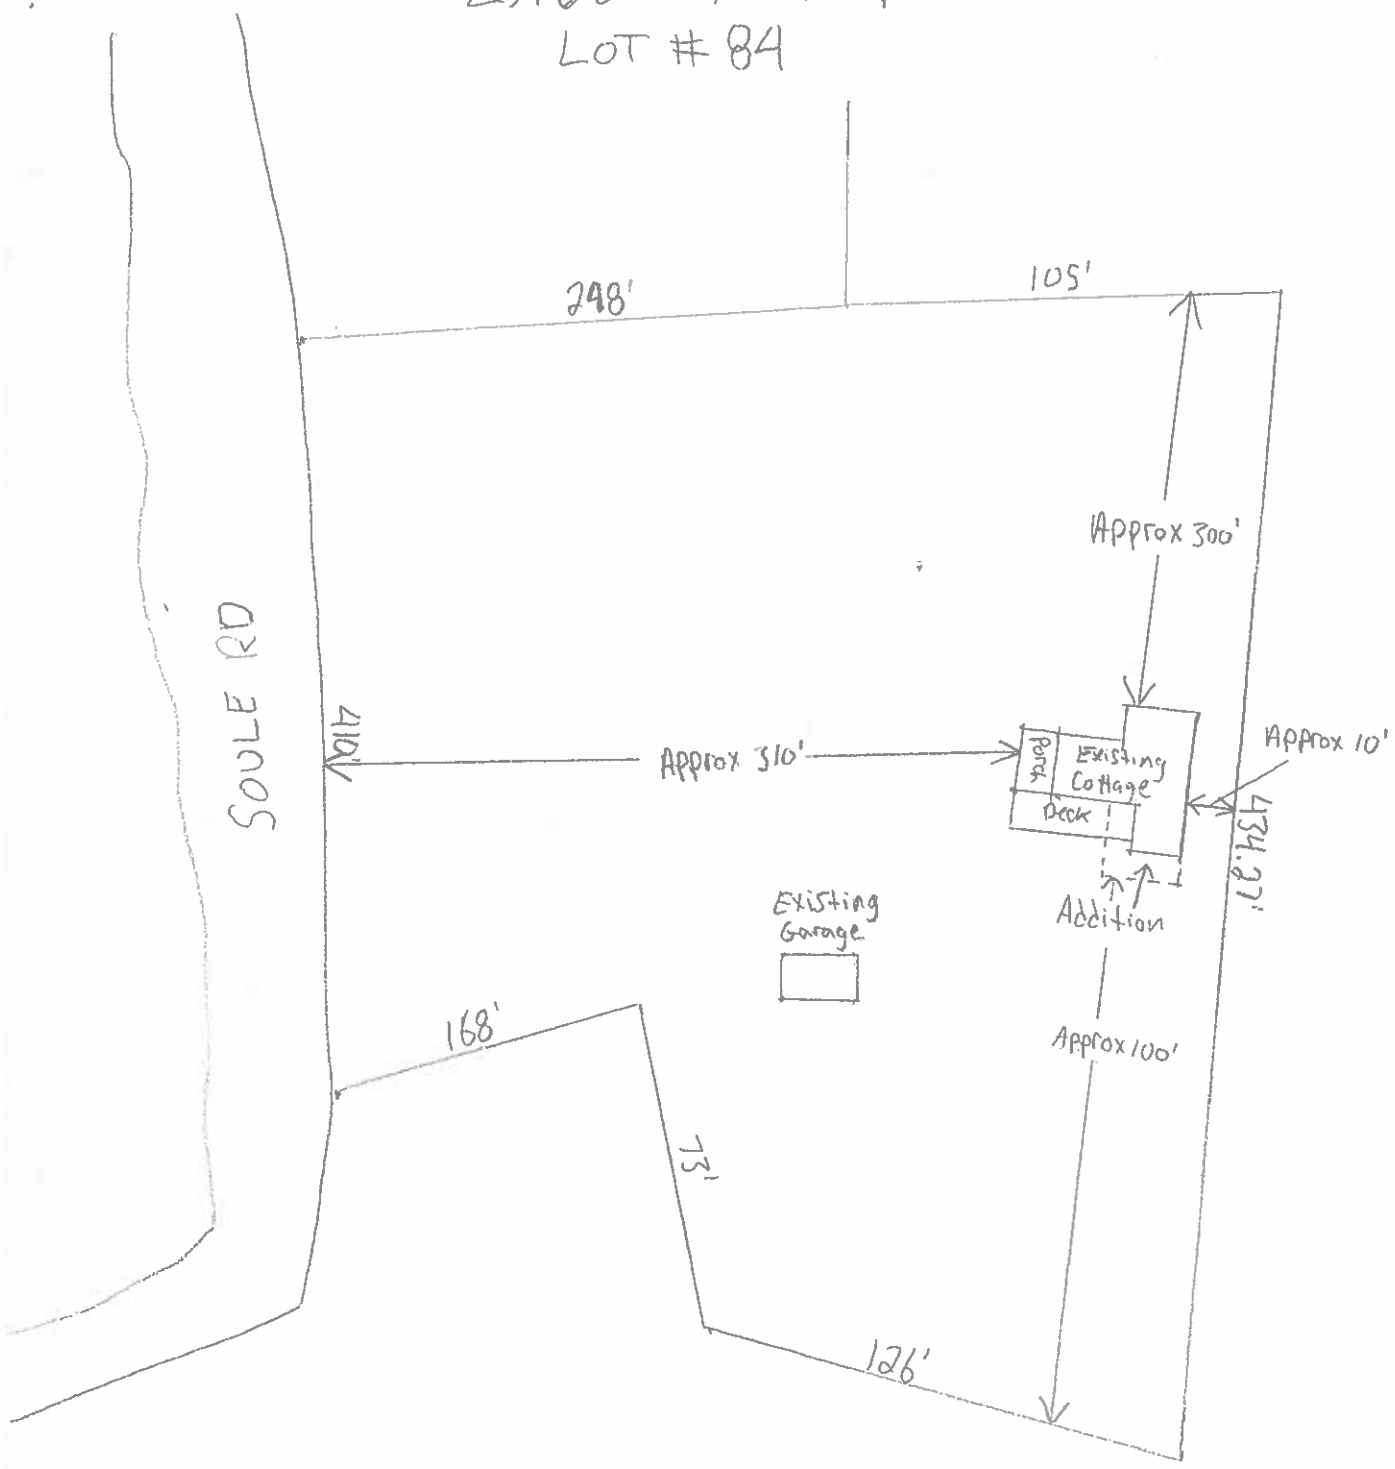 LOT # 84
248'
105'
Approx 300'
SOULE RD
410'
Approx 310'
Porch
Existing
Cottage
Deck
Approx 10'
434.27'
Addition
Existing
Garage
168'
Approx 100'
73'
126'